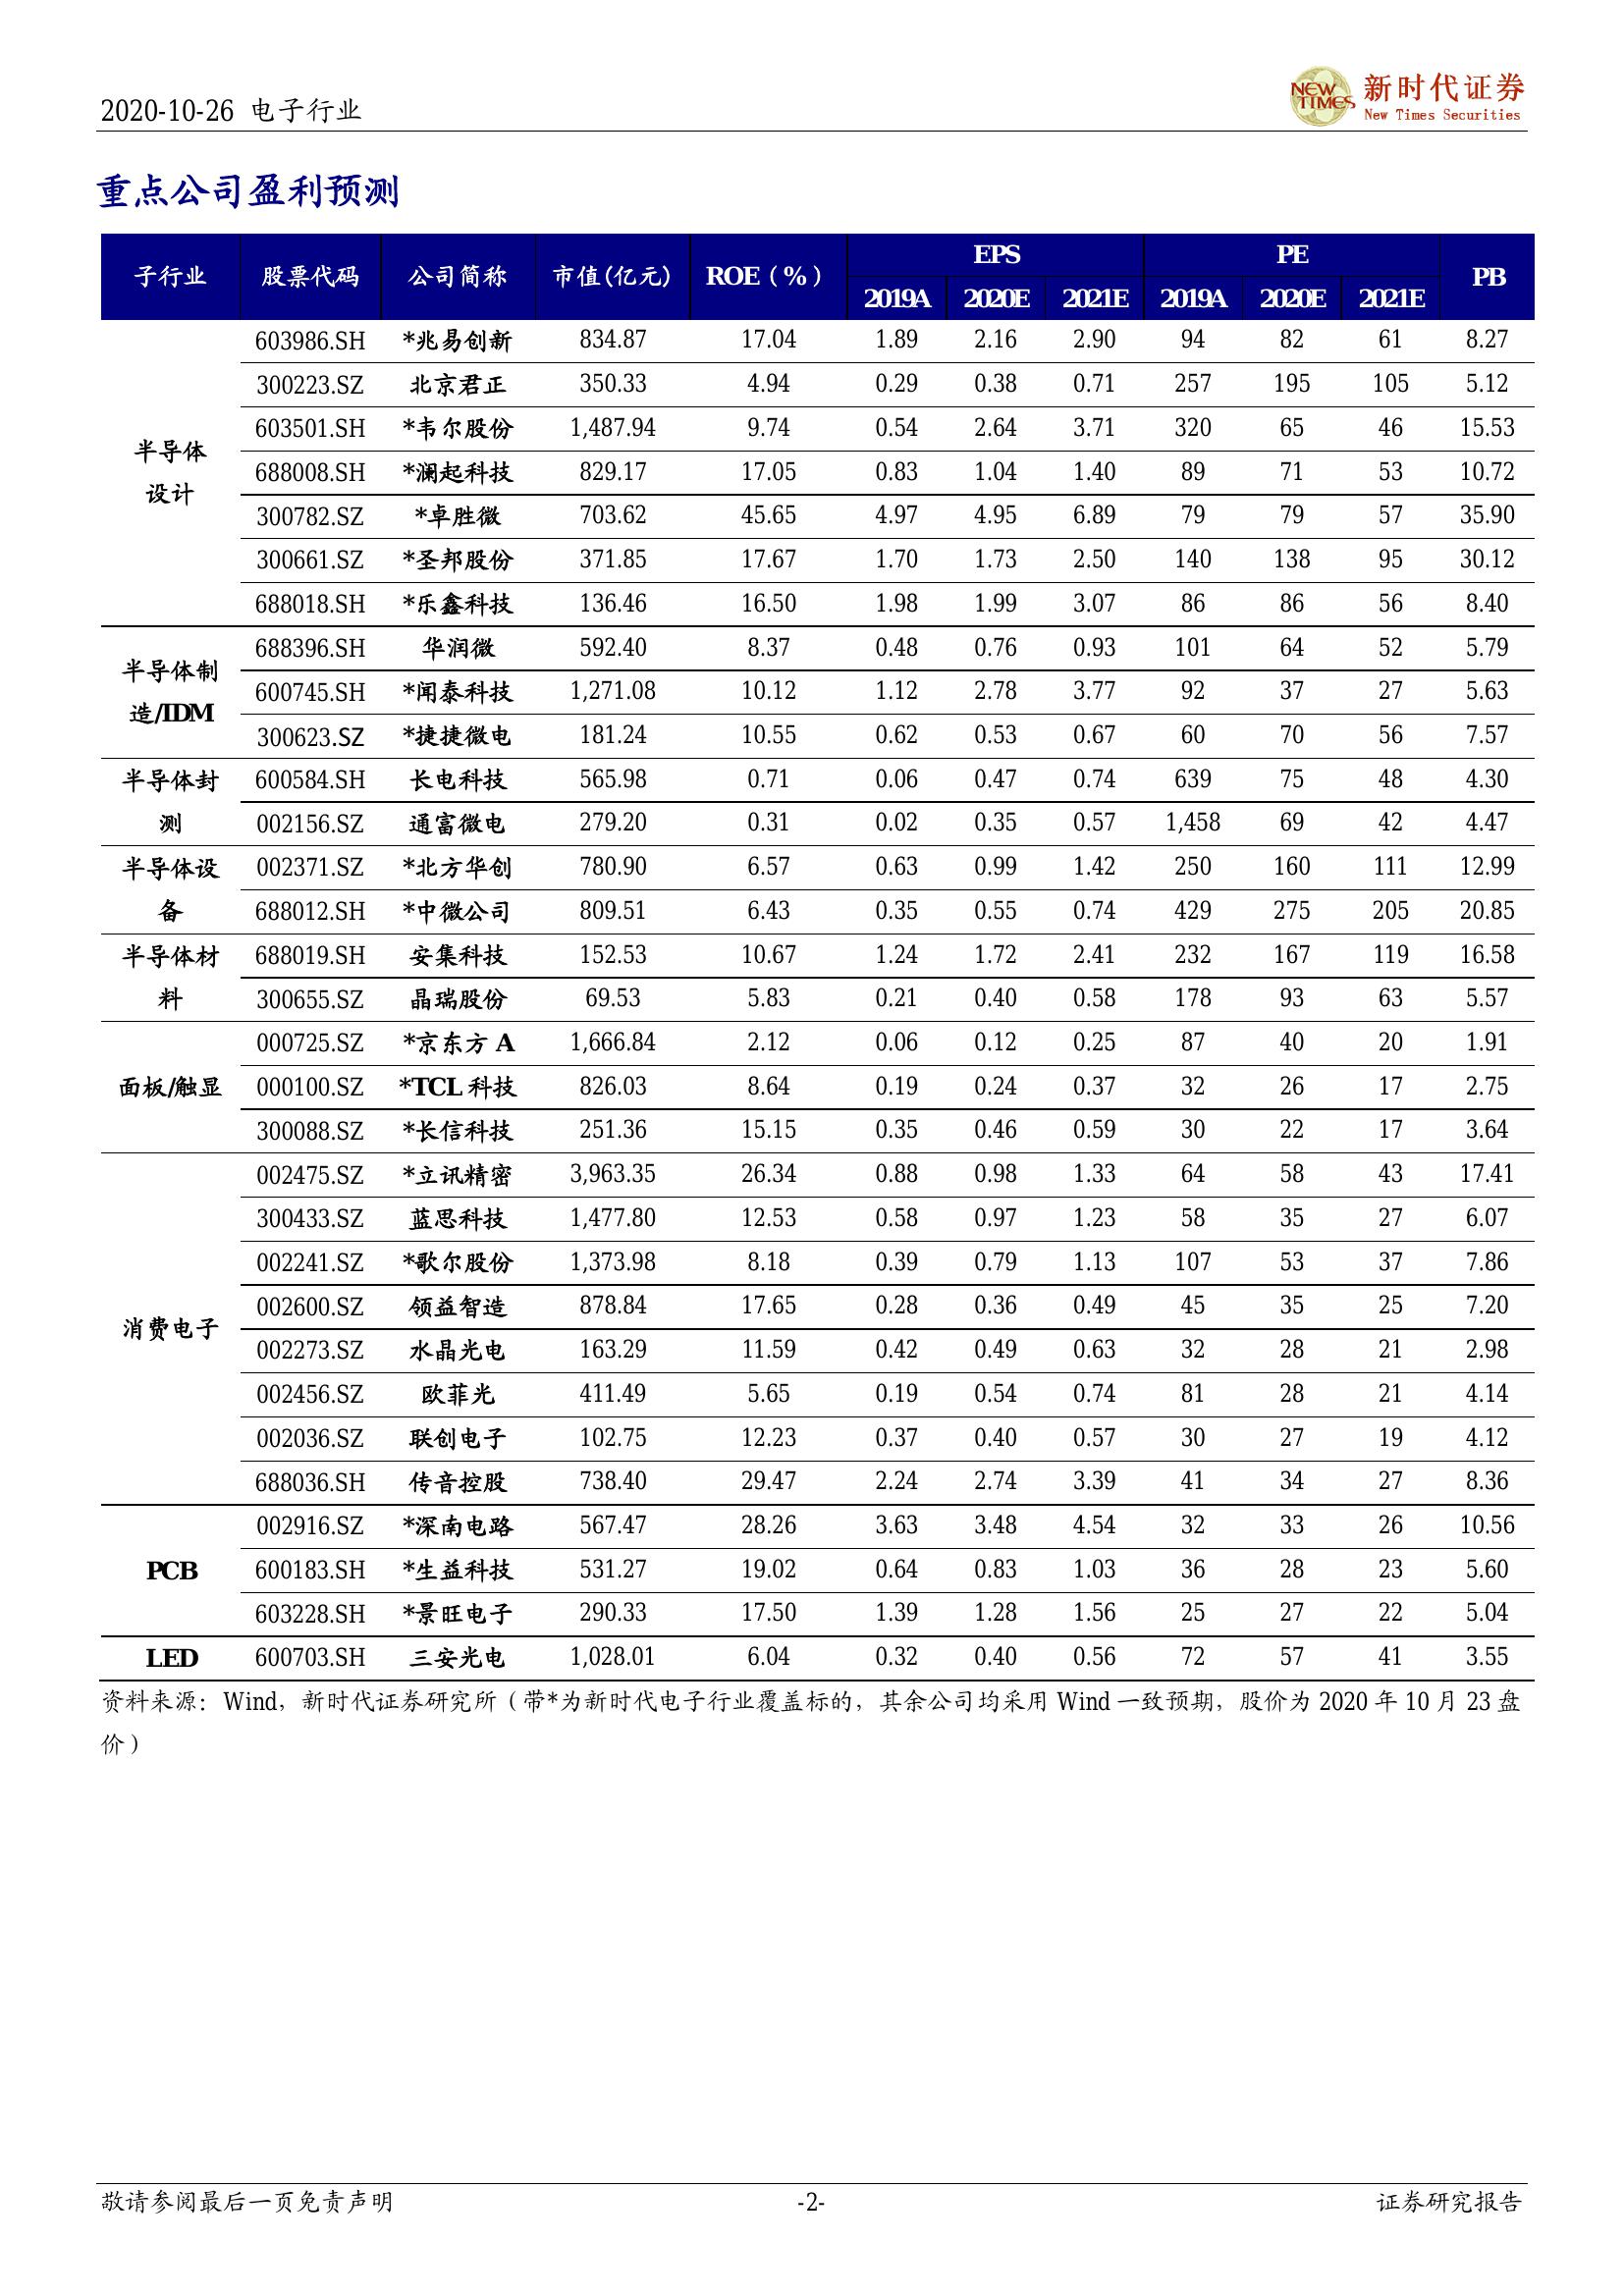 2020-10-26 电子行业
NEW TIMES 新时代证券
New Times Securities
重点公司盈利预测
子行业 股票代码 公司简称 市值(亿元) ROE（%） EPS PE PB
2019A 2020E 2021E 2019A 2020E 2021E
半导体设计 603986.SH *兆易创新 834.87 17.04 1.89 2.16 2.90 94 82 61 8.27
300223.SZ 北京君正 350.33 4.94 0.29 0.38 0.71 257 195 105 5.12
603501.SH *韦尔股份 1,487.94 9.74 0.54 2.64 3.71 320 65 46 15.53
688008.SH *澜起科技 829.17 17.05 0.83 1.04 1.40 89 71 53 10.72
300782.SZ *卓胜微 703.62 45.65 4.97 4.95 6.89 79 79 57 35.90
300661.SZ *圣邦股份 371.85 17.67 1.70 1.73 2.50 140 138 95 30.12
688018.SH *乐鑫科技 136.46 16.50 1.98 1.99 3.07 86 86 56 8.40
半导体制造/IDM 688396.SH 华润微 592.40 8.37 0.48 0.76 0.93 101 64 52 5.79
600745.SH *闻泰科技 1,271.08 10.12 1.12 2.78 3.77 92 37 27 5.63
300623.SZ *捷捷微电 181.24 10.55 0.62 0.53 0.67 60 70 56 7.57
半导体封测 600584.SH 长电科技 565.98 0.71 0.06 0.47 0.74 639 75 48 4.30
002156.SZ 通富微电 279.20 0.31 0.02 0.35 0.57 1,458 69 42 4.47
半导体设备 002371.SZ *北方华创 780.90 6.57 0.63 0.99 1.42 250 160 111 12.99
688012.SH *中微公司 809.51 6.43 0.35 0.55 0.74 429 275 205 20.85
半导体材料 688019.SH 安集科技 152.53 10.67 1.24 1.72 2.41 232 167 119 16.58
300655.SZ 晶瑞股份 69.53 5.83 0.21 0.40 0.58 178 93 63 5.57
面板/触显 000725.SZ *京东方 A 1,666.84 2.12 0.06 0.12 0.25 87 40 20 1.91
000100.SZ *TCL 科技 826.03 8.64 0.19 0.24 0.37 32 26 17 2.75
300088.SZ *长信科技 251.36 15.15 0.35 0.46 0.59 30 22 17 3.64
消费电子 002475.SZ *立讯精密 3,963.35 26.34 0.88 0.98 1.33 64 58 43 17.41
300433.SZ 蓝思科技 1,477.80 12.53 0.58 0.97 1.23 58 35 27 6.07
002241.SZ *歌尔股份 1,373.98 8.18 0.39 0.79 1.13 107 53 37 7.86
002600.SZ 领益智造 878.84 17.65 0.28 0.36 0.49 45 35 25 7.20
002273.SZ 水晶光电 163.29 11.59 0.42 0.49 0.63 32 28 21 2.98
002456.SZ 欧菲光 411.49 5.65 0.19 0.54 0.74 81 28 21 4.14
002036.SZ 联创电子 102.75 12.23 0.37 0.40 0.57 30 27 19 4.12
688036.SH 传音控股 738.40 29.47 2.24 2.74 3.39 41 34 27 8.36
PCB 002916.SZ *深南电路 567.47 28.26 3.63 3.48 4.54 32 33 26 10.56
600183.SH *生益科技 531.27 19.02 0.64 0.83 1.03 36 28 23 5.60
603228.SH *景旺电子 290.33 17.50 1.39 1.28 1.56 25 27 22 5.04
LED 600703.SH 三安光电 1,028.01 6.04 0.32 0.40 0.56 72 57 41 3.55
资料来源：Wind，新时代证券研究所（带*为新时代电子行业覆盖标的，其余公司均采用 Wind 一致预期，股价为 2020 年 10 月 23 盘
价）
敬请参阅最后一页免责声明 -2- 证券研究报告